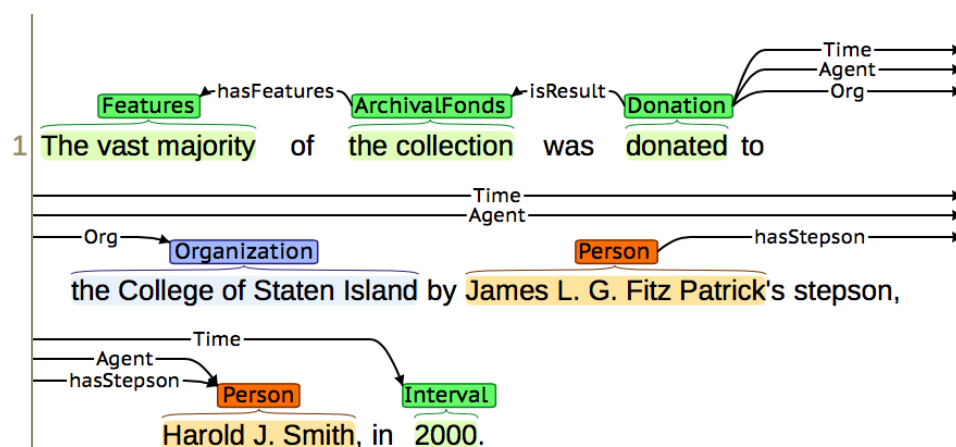 Time
Agent
Features hasFeatures ArchivalFonds isResult Donation Org
1 The vast majority of the collection was donated to
Time
Agent
Org Organization Person hasStepson
the College of Staten Island by James L. G. Fitz Patrick's stepson,
Time
Agent
hasStepson Person Interval
Harold J. Smith, in 2000.